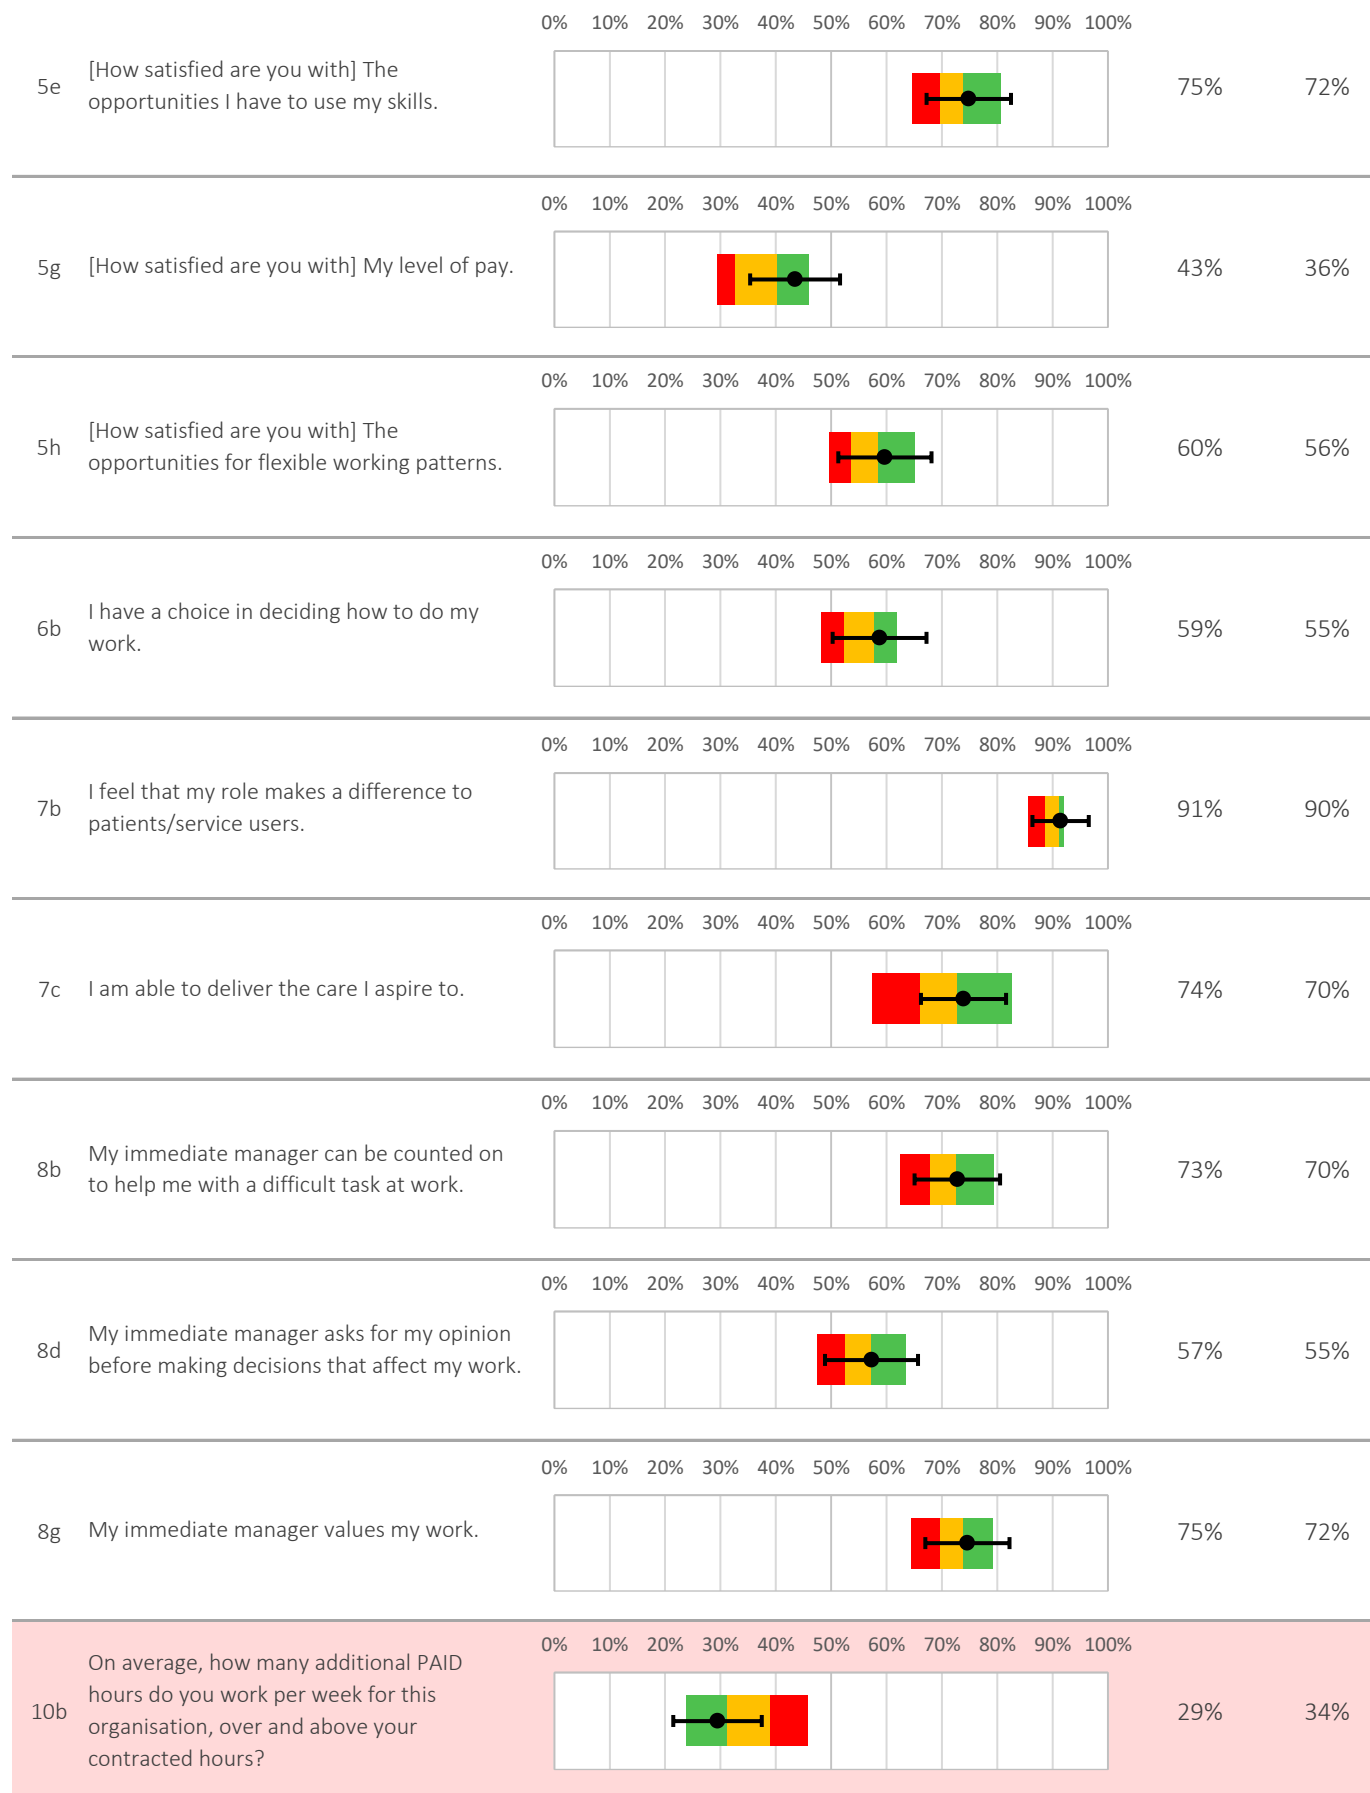 0% 10% 20% 30% 40% 50% 60% 70% 80% 90% 100%
5e [How satisfied are you with] The
opportunities I have to use my skills.
75% 72%
0% 10% 20% 30% 40% 50% 60% 70% 80% 90% 100%
5g [How satisfied are you with] My level of pay.
43% 36%
0% 10% 20% 30% 40% 50% 60% 70% 80% 90% 100%
5h [How satisfied are you with] The
opportunities for flexible working patterns.
60% 56%
0% 10% 20% 30% 40% 50% 60% 70% 80% 90% 100%
6b I have a choice in deciding how to do my
work.
59% 55%
0% 10% 20% 30% 40% 50% 60% 70% 80% 90% 100%
7b I feel that my role makes a difference to
patients/service users.
91% 90%
0% 10% 20% 30% 40% 50% 60% 70% 80% 90% 100%
7c I am able to deliver the care I aspire to.
74% 70%
0% 10% 20% 30% 40% 50% 60% 70% 80% 90% 100%
8b My immediate manager can be counted on
to help me with a difficult task at work.
73% 70%
0% 10% 20% 30% 40% 50% 60% 70% 80% 90% 100%
8d My immediate manager asks for my opinion
before making decisions that affect my work.
57% 55%
0% 10% 20% 30% 40% 50% 60% 70% 80% 90% 100%
8g My immediate manager values my work.
75% 72%
0% 10% 20% 30% 40% 50% 60% 70% 80% 90% 100%
10b On average, how many additional PAID
hours do you work per week for this
organisation, over and above your
contracted hours?
29% 34%